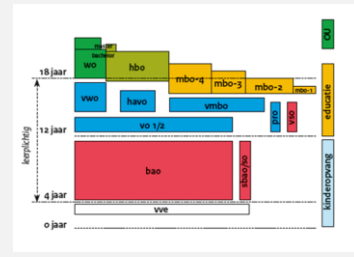 OU
master
bachelor
wo
hbo
18 jaar
mbo-4
mbo-3
mbo-2
mbo-1
educatie
vwo
havo
vmbo
pro
vso
leerplichtig
12 jaar
vo 1/2
bao
sbao/so
kinderopvang
4 jaar
vve
0 jaar